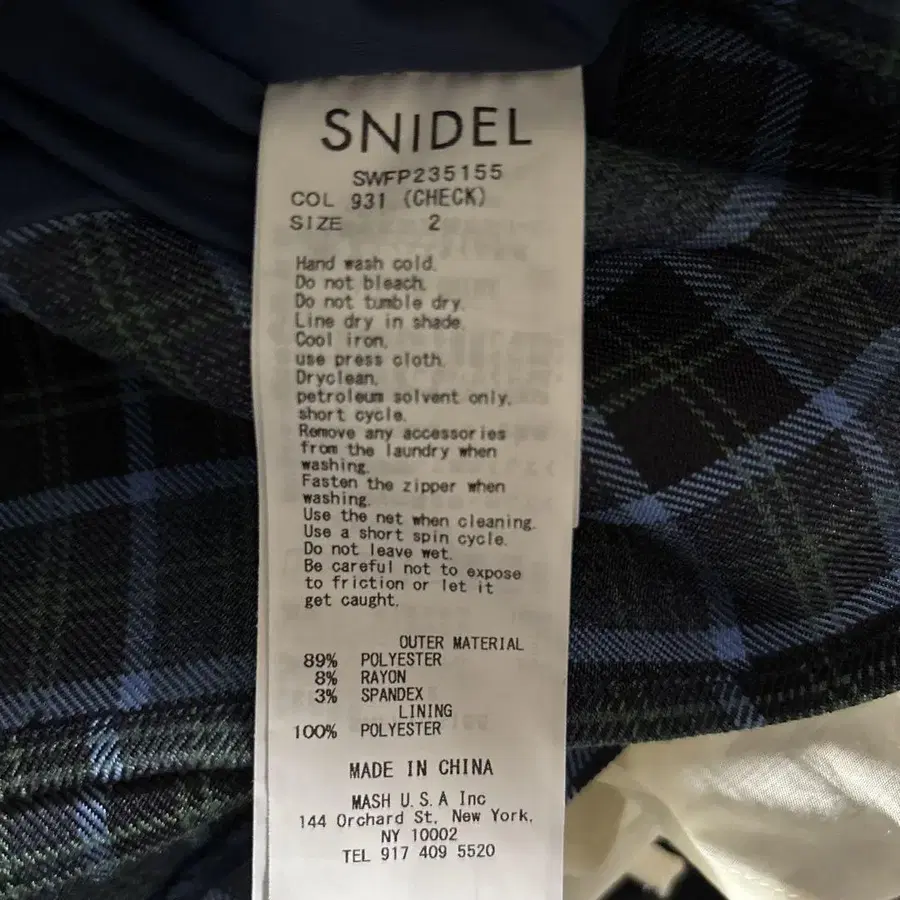 SNIDEL
SWFP235155
COL 931 (CHECK)
SIZE 2
Hand wash cold.
Do not bleach.
Do not tumble dry.
Line dry in shade.
Cool iron,
use press cloth.
Dryclean,
petroleum solvent only,
short cycle.
Remove any accessories
from the laundry when
washing.
Fasten the zipper when
washing.
Use the net when cleaning.
Use a short spin cycle.
Do not leave wet.
Be careful not to expose
to friction or let it
get caught.
OUTER MATERIAL
89% POLYESTER
8% RAYON
3% SPANDEX
LINING
100% POLYESTER
MADE IN CHINA
MASH U.S.A Inc
144 Orchard St, New York,
NY 10002
TEL 917 409 5520